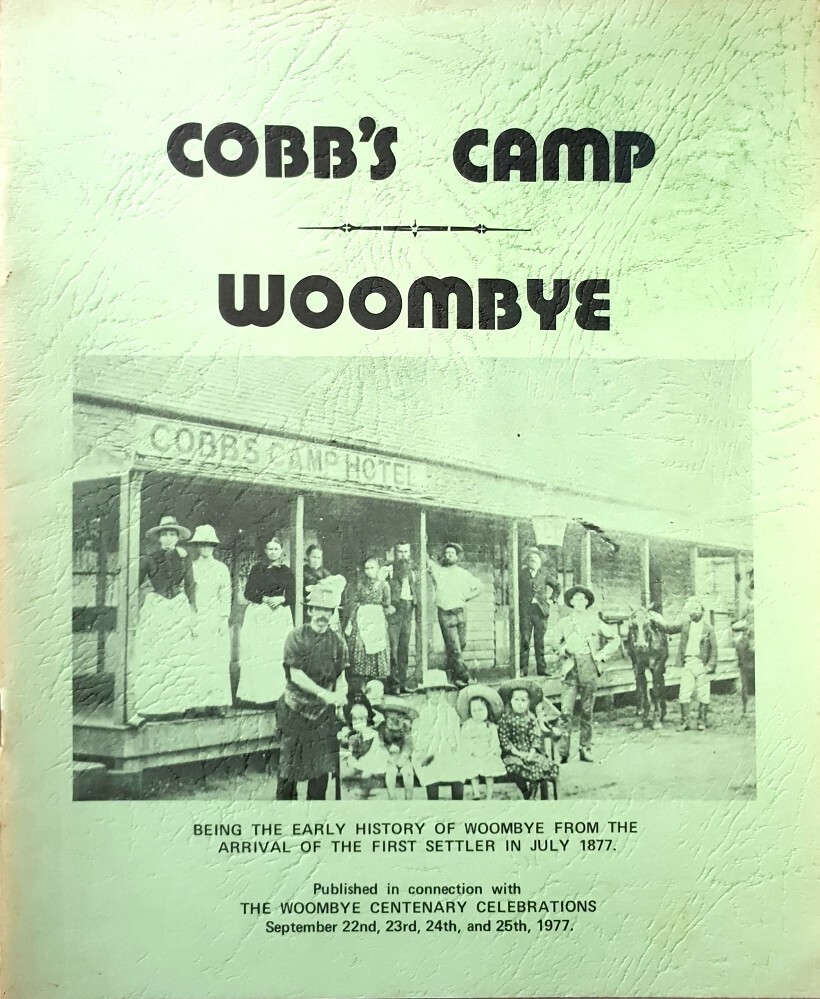 COBB'S CAMP
WOOMBYE
COBB'S CAMP HOTEL
BEING THE EARLY HISTORY OF WOOMBYE FROM THE
ARRIVAL OF THE FIRST SETTLER IN JULY 1877.
Published in connection with
THE WOOMBYE CENTENARY CELEBRATIONS
September 22nd, 23rd, 24th, and 25th, 1977.